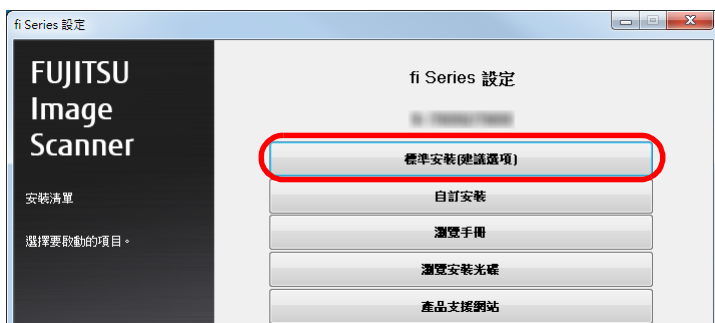 fi Series 設定
FUJITSU
Image
Scanner
安裝清單
選擇要啟動的項目。
fi Series 設定
標準安裝(建議選項)
自訂安裝
瀏覽手冊
瀏覽安裝光碟
產品支援網站